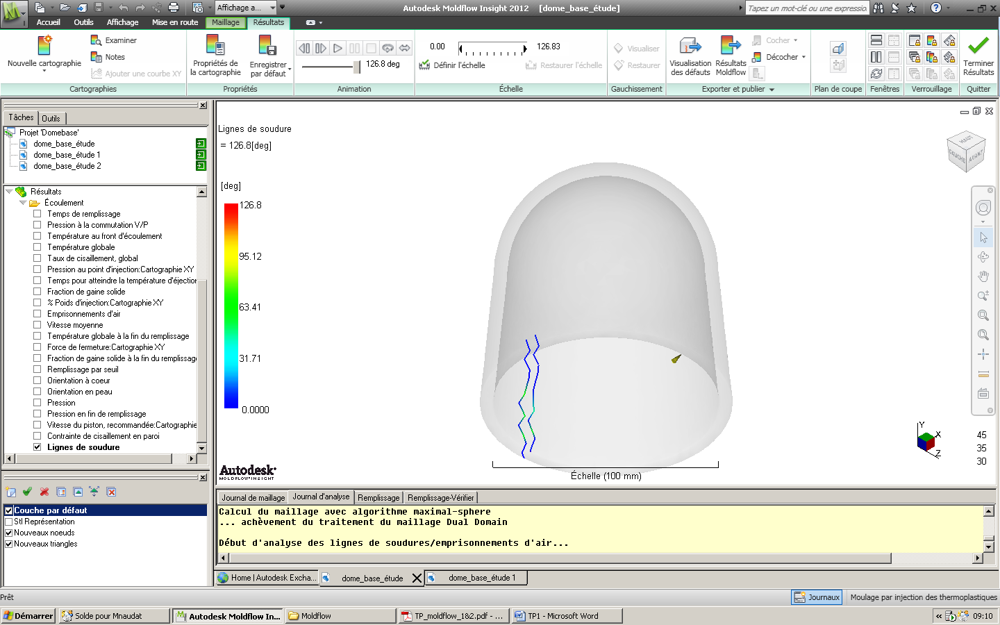 Affichage a...
Autodesk Moldflow Insight 2012 [dome_base_étude]
Tapez un mot-clé ou une expressio
Accueil Outils Affichage Mise en route Maillage Résultats
Nouvelle cartographie
Examiner
Notes
Ajouter une courbe XY
Cartographies
Propriétés de
la cartographie
Enregistrer
par défaut
Propriétés
126.8 deg
Animation
0.00 126.83
Définir l'échelle Restaurer l'échelle
Échelle
Visualiser
Restaurer
Gauchissement
Visualisation
des défauts
Résultats
Moldflow
Cocher
Décocher
Exporter et publier
Plan de coupe
Fenêtres
Verrouillage
Terminer
Résultats
Quitter
Tâches Outils
Projet 'Domebase'
dome_base_étude
dome_base_étude 1
dome_base_étude 2
Résultats
Écoulement
Temps de remplissage
Pression à la commutation V/P
Température au front d'écoulement
Température globale
Taux de cisaillement, global
Pression au point d'injection:Cartographie XY
Temps pour atteindre la température d'éjection
Fraction de gaine solide
% Poids d'injection:Cartographie XY
Emprisonnements d'air
Vitesse moyenne
Température globale à la fin du remplissage
Force de fermeture:Cartographie XY
Fraction de gaine solide à la fin du remplissage
Remplissage par seuil
Orientation à coeur
Orientation en peau
Pression
Pression en fin de remplissage
Vitesse du piston, recommandée:Cartographie
Contrainte de cisaillement en paroi
Lignes de soudure
Couche par défaut
Stl Représentation
Nouveaux noeuds
Nouveaux triangles
Lignes de soudure
= 126.8[deg]
[deg]
126.8
95.12
63.41
31.71
0.0000
HAUT
GAUCHE
AVANT
Autodesk
MOLDFLOW INSIGHT
Échelle (100 mm)
Y
X
Z
45
35
30
Journal de maillage Journal d'analyse Remplissage Remplissage-Vérifier
Calcul du maillage avec algorithme maximal-sphere
... achèvement du traitement du maillage Dual Domain
Début d'analyse des lignes de soudures/emprisonnements d'air...
Home | Autodesk Excha... dome_base_étude dome_base_étude 1
Prêt
Journaux
Moulage par injection des thermoplastiques
Démarrer
Solde pour Mnaudat
Autodesk Moldflow In...
Moldflow
TP_moldflow_1&2.pdf - ...
TP1 - Microsoft Word
«
09:10